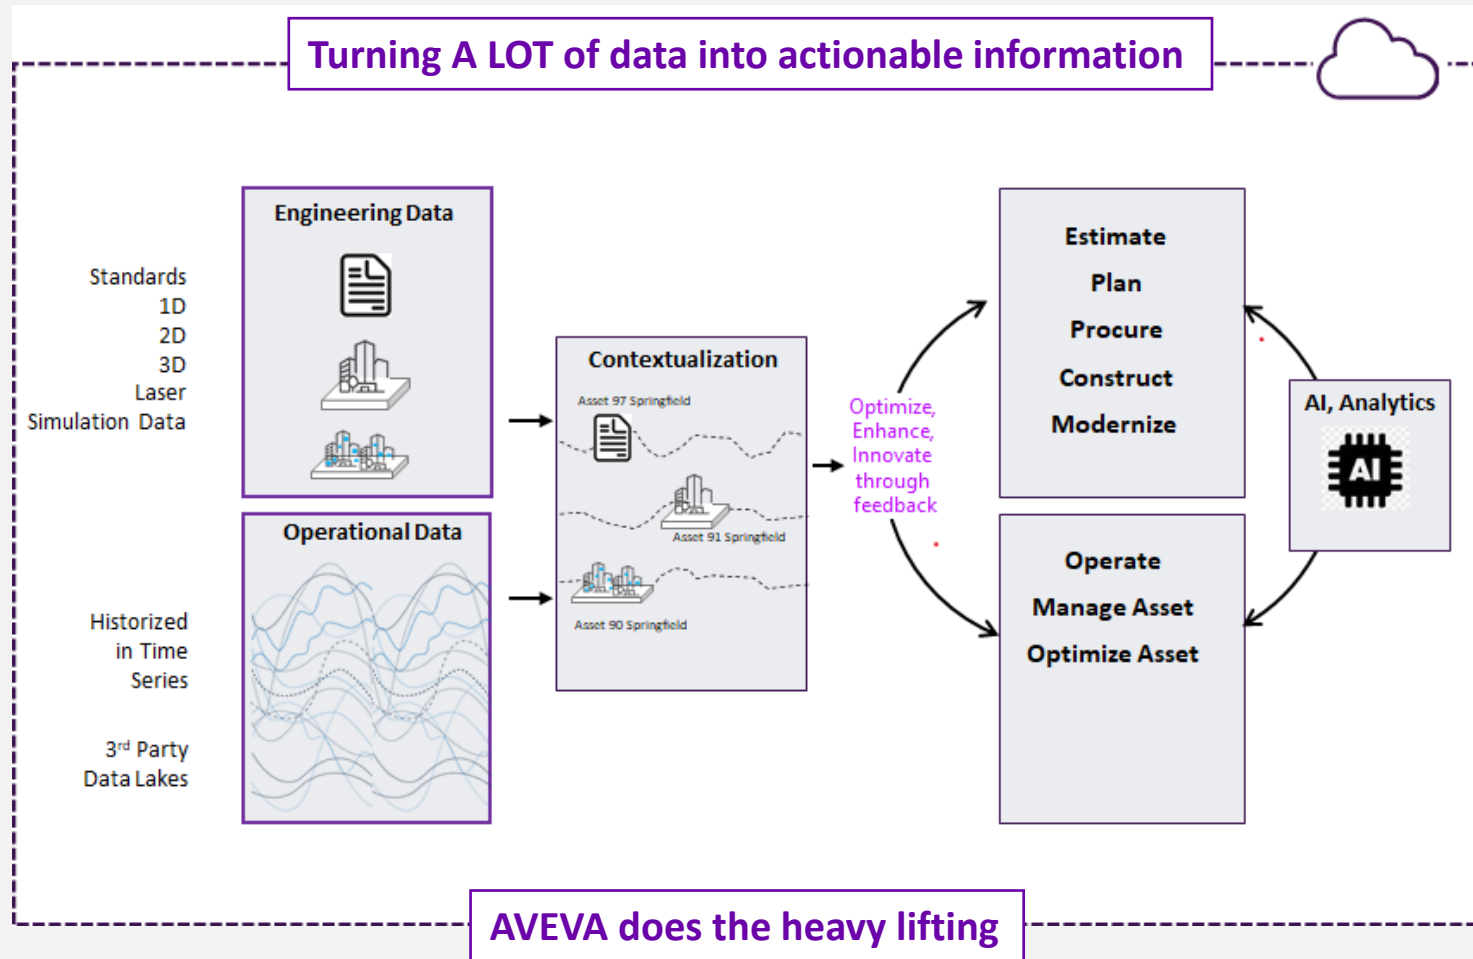 Turning A LOT of data into actionable information
Engineering Data
Standards
1D
2D
3D
Laser
Simulation Data
Operational Data
Historized
in Time
Series
3rd Party
Data Lakes
Contextualization
Asset 97 Springfield
Asset 91 Springfield
Asset 90 Springfield
Optimize,
Enhance,
Innovate
through
feedback
Estimate
Plan
Procure
Construct
Modernize
Operate
Manage Asset
Optimize Asset
AI, Analytics
AI
AVEVA does the heavy lifting